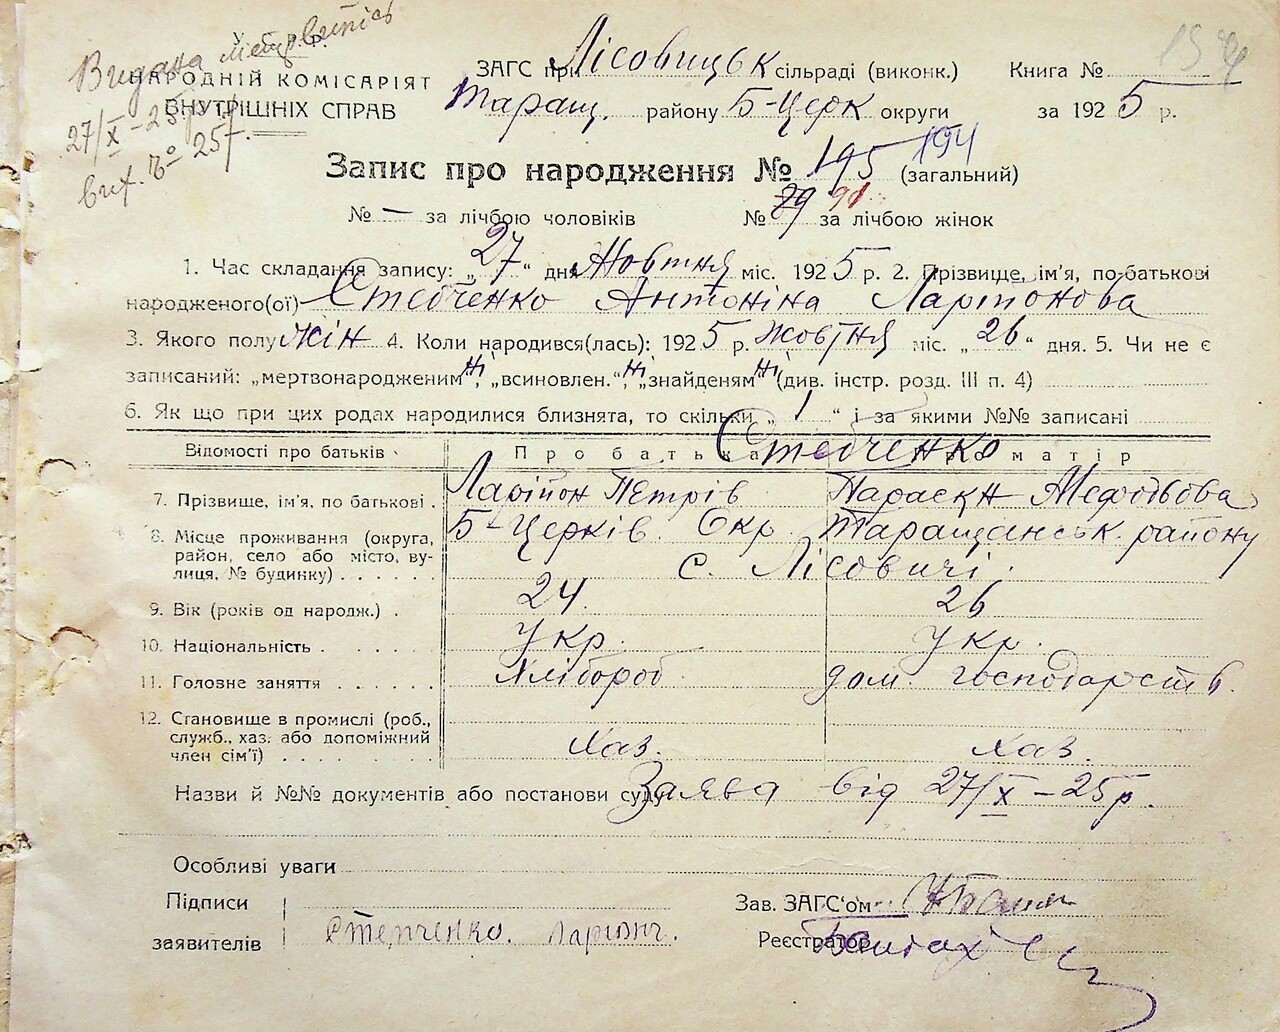 Видана метр. витпісь
27/X - 25 р.
вих. № 257.
У. С. Р. Р.
НАРОДНІЙ КОМІСАРІЯТ
ВНУТРІШНІХ СПРАВ
ЗАГС при Лісовицьк сільраді (виконк.)
Таращ. району Б-Церк округи
Книга №
154
за 1925 р.
Запис про народження № 195 194 (загальний)
№ — за лічбою чоловіків № 89 91 за лічбою жінок
1. Час складання запису: „27“ дня Жовтня міс. 1925 р. 2. Прізвище, ім'я, по-батькові
народженого(ої) Стебченко Антоніна Ларіонова
3. Якого полу жін 4. Коли народився(лась): 1925 р. жовтня міс. „26“ дня. 5. Чи не є
записаний: „мертвонародженим“ ні, „всиновлен.“ ні, „знайденям“ ні (див. інстр. розд. III п. 4)
6. Як що при цих родах народилися близнята, то скільки „1“ і за якими №№ записані
Відомості про батьків Про батька Про матір
Стебченко
7. Прізвище, ім'я, по батькові . Ларійон Петрів Параска Мефодьова
8. Місце проживання (округа, район, село або місто, вулиця, № будинку) . . . . . . Б-Церків. Окр Таращанськ. району
с. Лісовичі.
9. Вік (років од народж.) . 24 26
10. Національність . . . . . . Укр. Укр.
11. Головне заняття . . . . . . Хлібороб. дом. господарств.
12. Становище в промислі (роб., служб., хаз. або допоміжний член сім'ї) . . . . . . Хаз. Хаз.
Назви й №№ документів або постанови суду Заява від 27/X - 25 р.
Особливі уваги
Підписи
заявителів Степченко. Ларион.
Зав. ЗАГС'ом
Реєстратор